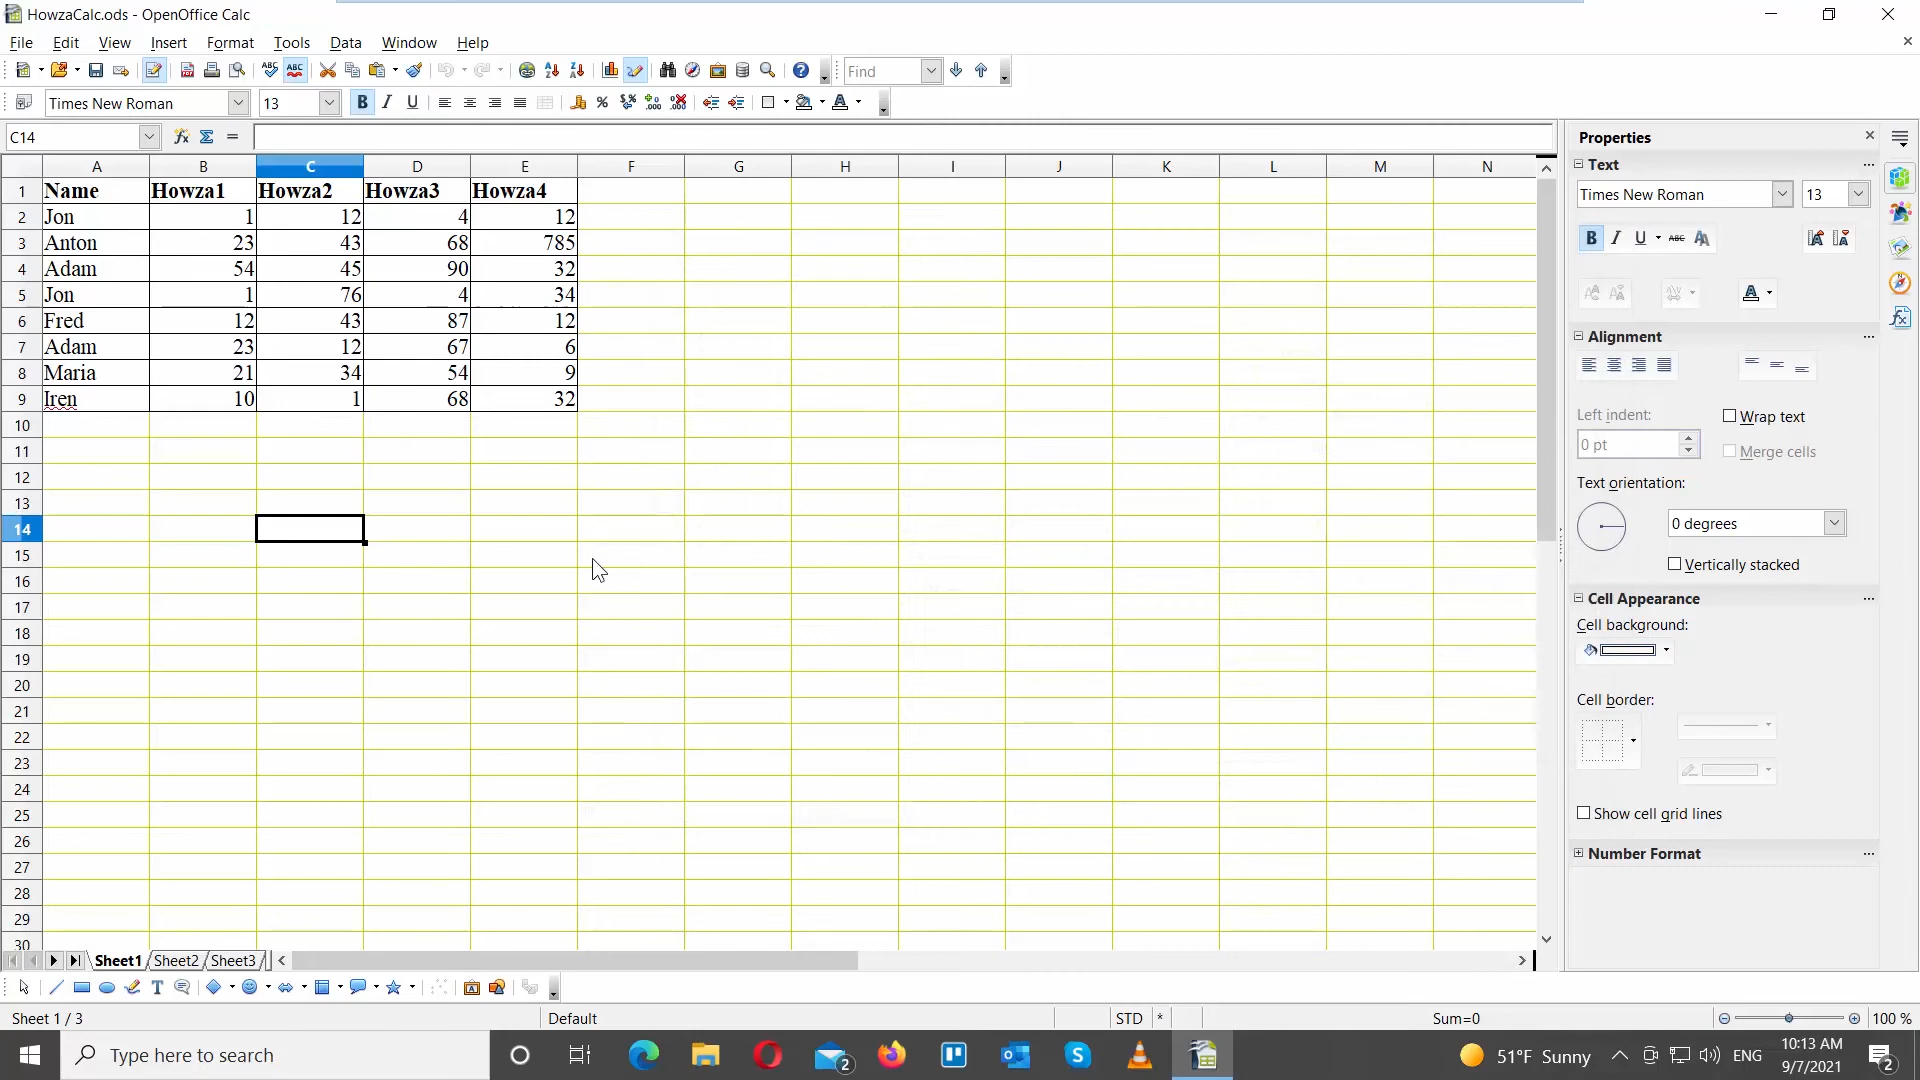 HowzaCalc.ods - OpenOffice Calc
File Edit View Insert Format Tools Data Window Help
Find
Times New Roman 13
C14
A B C D E F G H I J K L M N
1 Name Howza1 Howza2 Howza3 Howza4
2 Jon 1 12 4 12
3 Anton 23 43 68 785
4 Adam 54 45 90 32
5 Jon 1 76 4 34
6 Fred 12 43 87 12
7 Adam 23 12 67 6
8 Maria 21 34 54 9
9 Iren 10 1 68 32
10
11
12
13
14
15
16
17
18
19
20
21
22
23
24
25
26
27
28
29
30
Properties
Text
Times New Roman 13
Alignment
Left indent:
Wrap text
0 pt
Merge cells
Text orientation:
0 degrees
Vertically stacked
Cell Appearance
Cell background:
Cell border:
Show cell grid lines
Number Format
Sheet1 Sheet2 Sheet3
Sheet 1 / 3 Default STD * Sum=0 100 %
Type here to search
2
51°F Sunny
ENG
10:13 AM
9/7/2021
2